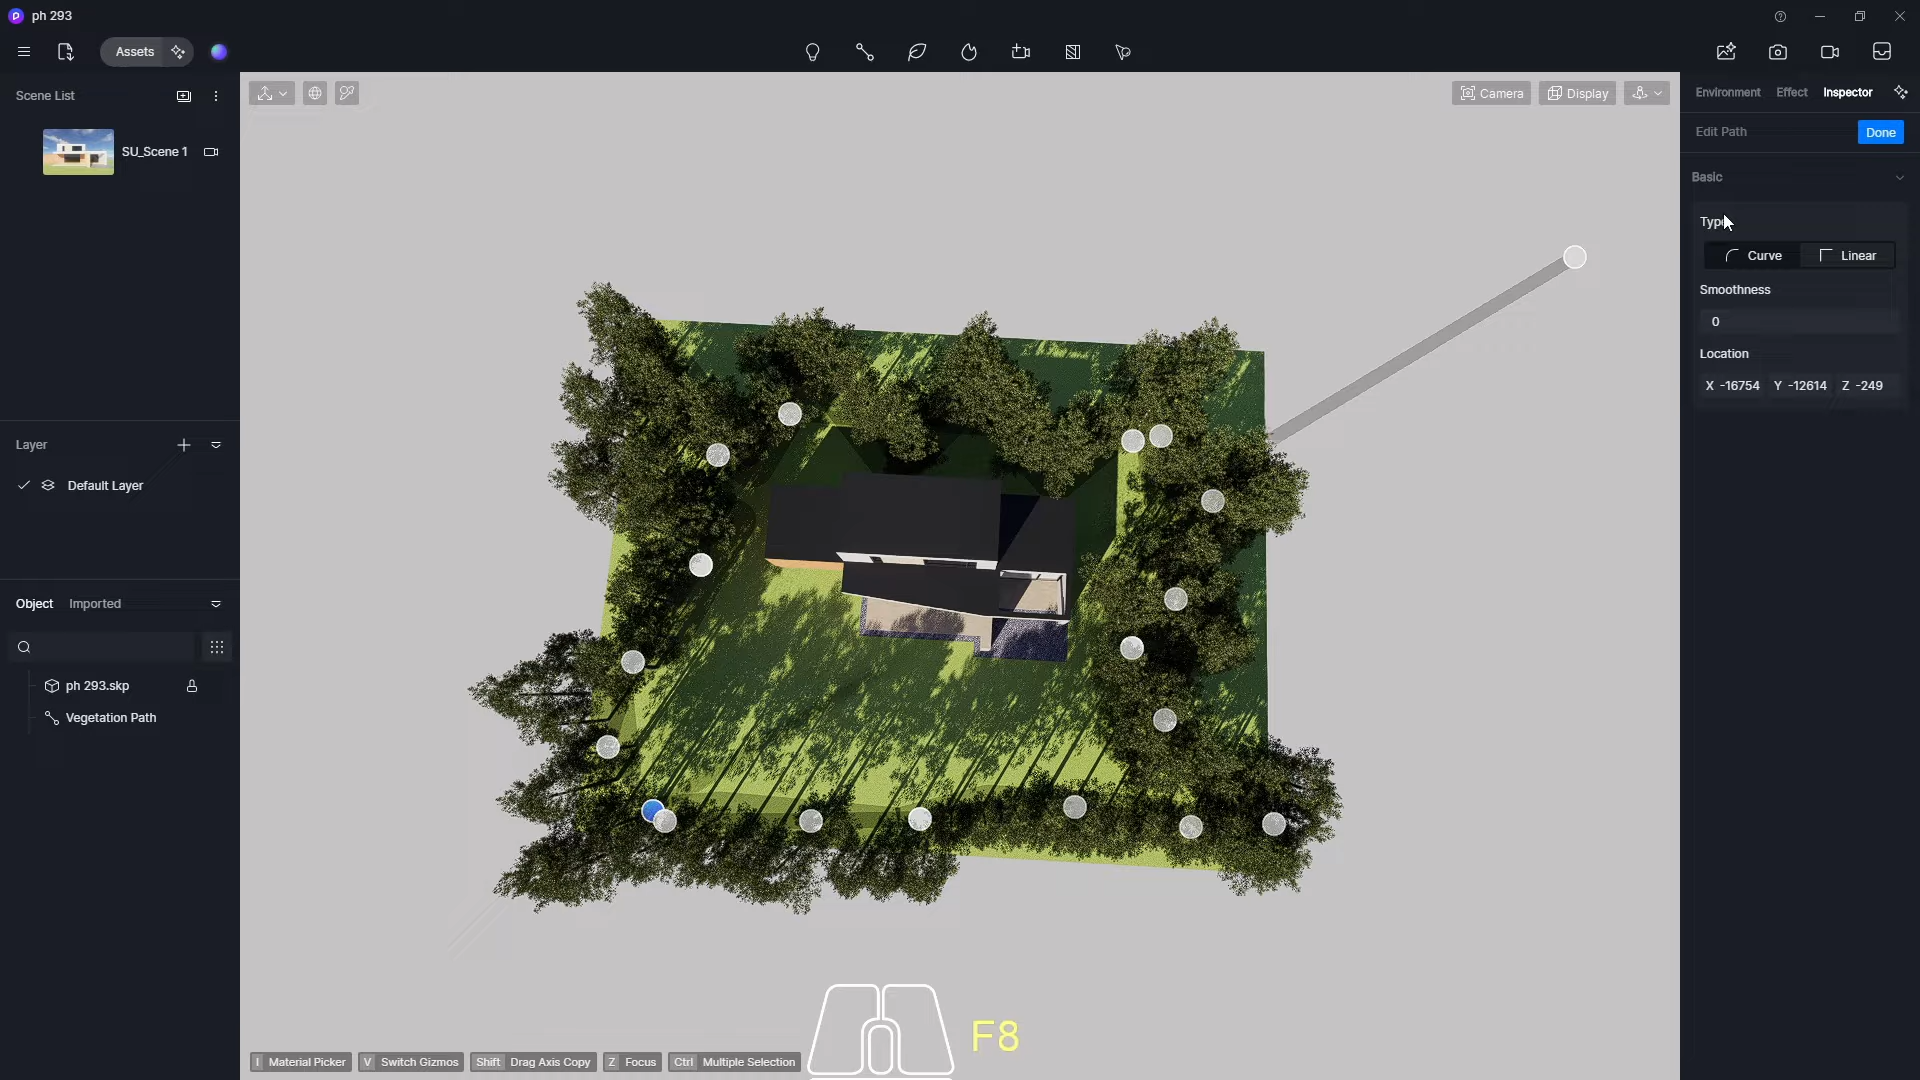 ph 293
Assets
Scene List
SU_Scene 1
Layer
Default Layer
Object Imported
ph 293.skp
Vegetation Path
Camera
Display
Environment Effect Inspector
Edit Path
Done
Basic
Type
Curve
Linear
Smoothness
0
Location
X -16754 Y -12614 Z -249
F8
I Material Picker V Switch Gizmos Shift Drag Axis Copy Z Focus Ctrl Multiple Selection